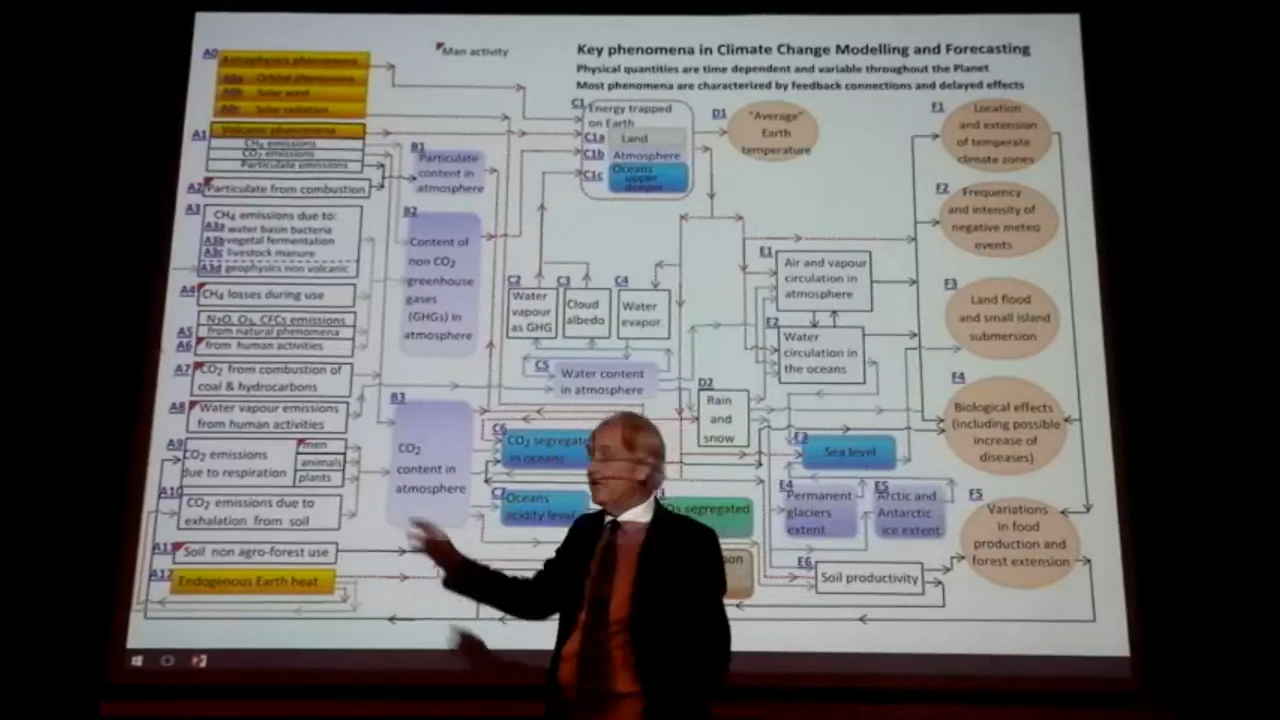 Key phenomena in Climate Change Modelling and Forecasting
Physical quantities are time dependent and variable throughout the Planet
Most phenomena are characterized by feedback connections and delayed effects
Man activity
A0
Astrophysics phenomena
A0a Orbital phenomena
A0b Solar wind
A0c Solar radiation
A1
Volcanic phenomena
CH4 emissions
CO2 emissions
Particulate emissions
A2
Particulate from combustion
A3
CH4 emissions due to:
A3a water basin bacteria
A3b vegetal fermentation
A3c livestock manure
A3d geophysics non volcanic
A4
CH4 losses during use
N2O, O3, CFCs emissions
A5 from natural phenomena
A6 from human activities
A7
CO2 from combustion of
coal & hydrocarbons
A8
Water vapour emissions
from human activities
A9
CO2 emissions
due to respiration
men
animals
plants
A10
CO2 emissions due to
exhalation from soil
A11
Soil non agro-forest use
A12
Endogenous Earth heat
B1
Particulate
content in
atmosphere
B2
Content of
non CO2
greenhouse
gases
(GHGs) in
atmosphere
B3
CO2
content in
atmosphere
C1
Energy trapped
on Earth
C1a Land
C1b Atmosphere
C1c Oceans
upper
deeper
C2
Water
vapour
as GHG
C3
Cloud
albedo
C4
Water
evapor.
C5
Water content
in atmosphere
C6
CO2 segregate
in oceans
C7
Oceans
acidity level
segregated
D1
"Average"
Earth
temperature
D2
Rain
and
snow
E1
Air and vapour
circulation in
atmosphere
E2
Water
circulation in
the oceans
E3
Sea level
E4
Permanent
glaciers
extent
E5
Arctic and
Antarctic
ice extent
E6
Soil productivity
F1
Location
and extension
of temperate
climate zones
F2
Frequency
and intensity of
negative meteo
events
F3
Land flood
and small island
submersion
F4
Biological effects
(including possible
increase of
diseases)
F5
Variations
in food
production and
forest extension